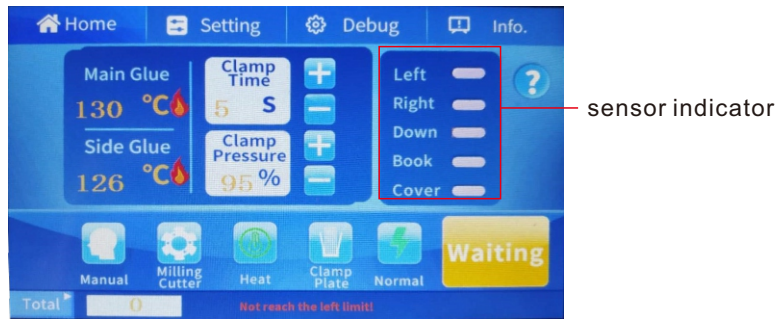 Home
Setting
Debug
Info.
Main Glue
130 °C
Side Glue
126 °C
Clamp
Time
5 S
Clamp
Pressure
95 %
Left
Right
Down
Book
Cover
?
sensor indicator
Manual
Milling
Cutter
Heat
Clamp
Plate
Normal
Waiting
Total
0
Not reach the left limit!